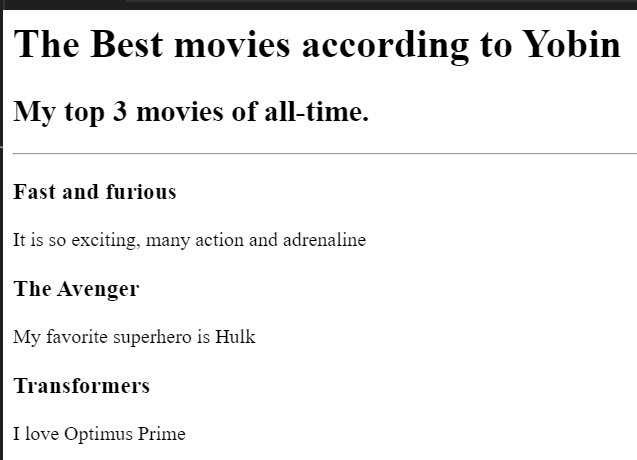 The Best movies according to Yobin
My top 3 movies of all-time.
Fast and furious
It is so exciting, many action and adrenaline
The Avenger
My favorite superhero is Hulk
Transformers
I love Optimus Prime